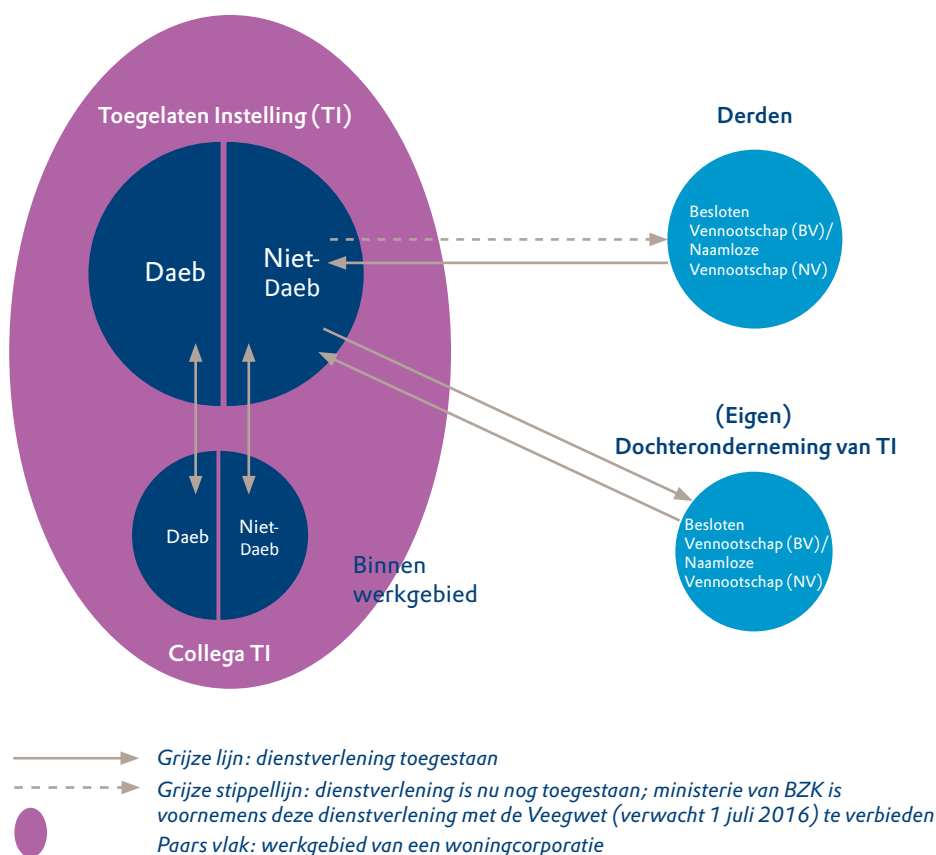 Toegelaten Instelling (TI)
Daeb
Niet-
Daeb
Daeb
Niet-
Daeb
Collega TI
Binnen
werkgebied
Derden
Besloten
Vennootschap (BV)/
Naamloze
Vennootschap (NV)
(Eigen)
Dochteronderneming van TI
Besloten
Vennootschap (BV)/
Naamloze
Vennootschap (NV)
Grijze lijn: dienstverlening toegestaan
Grijze stippellijn: dienstverlening is nu nog toegestaan; ministerie van BZK is
voornemens deze dienstverlening met de Veegwet (verwacht 1 juli 2016) te verbieden
Paars vlak: werkgebied van een woningcorporatie